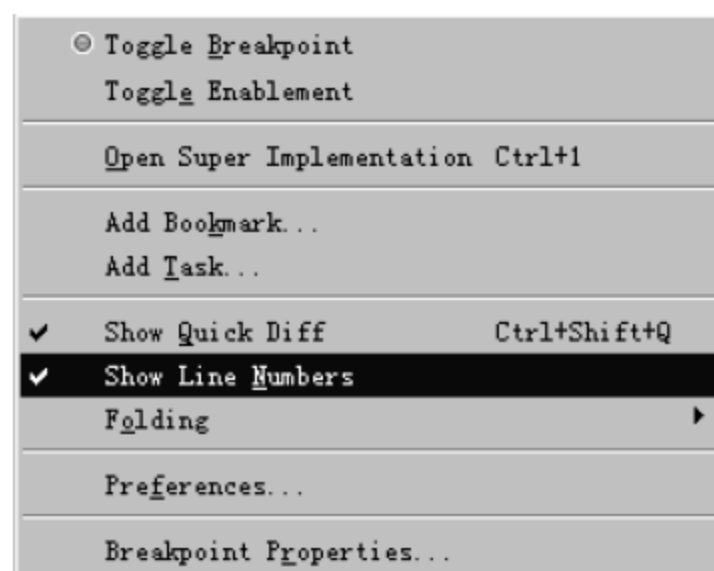 Toggle Breakpoint
Toggle Enablement
Open Super Implementation Ctrl+1
Add Bookmark...
Add Task...
Show Quick Diff Ctrl+Shift+Q
Show Line Numbers
Folding
Preferences...
Breakpoint Properties...